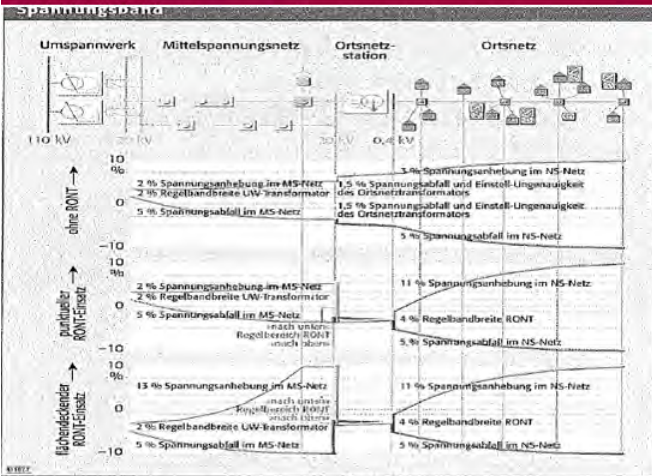 Spannungsband
Umspannwerk Mittelspannungsnetz Ortsnetz-
station Ortsnetz
110 kV 20 kV 20 kV 0,4 kV
10
%
0
-10
ohne RONT
2 % Spannungsanhebung im MS-Netz
2 % Regelbandbreite UW-Transformator
5 % Spannungsabfall im MS-Netz
3 % Spannungsanhebung im NS-Netz
1,5 % Spannungsabfall und Einstell-Ungenauigkeit
des Ortsnetztransformators
1,5 % Spannungsabfall und Einstell-Ungenauigkeit
des Ortsnetztransformators
5 % Spannungsabfall im NS-Netz
10
%
0
-10
punktueller
RONT-Einsatz
2 % Spannungsanhebung im MS-Netz
2 % Regelbandbreite UW-Transformator
5 % Spannungsabfall im MS-Netz
»nach unten«
Regelbereich RONT
»nach oben«
11 % Spannungsanhebung im NS-Netz
4 % Regelbandbreite RONT
5 % Spannungsabfall im NS-Netz
10
%
0
-10
flächendeckender
RONT-Einsatz
13 % Spannungsanhebung im MS-Netz
»nach unten«
Regelbereich RONT
»nach oben«
2 % Regelbandbreite UW-Transformator
5 % Spannungsabfall im MS-Netz
11 % Spannungsanhebung im NS-Netz
4 % Regelbandbreite RONT
5 % Spannungsabfall im NS-Netz